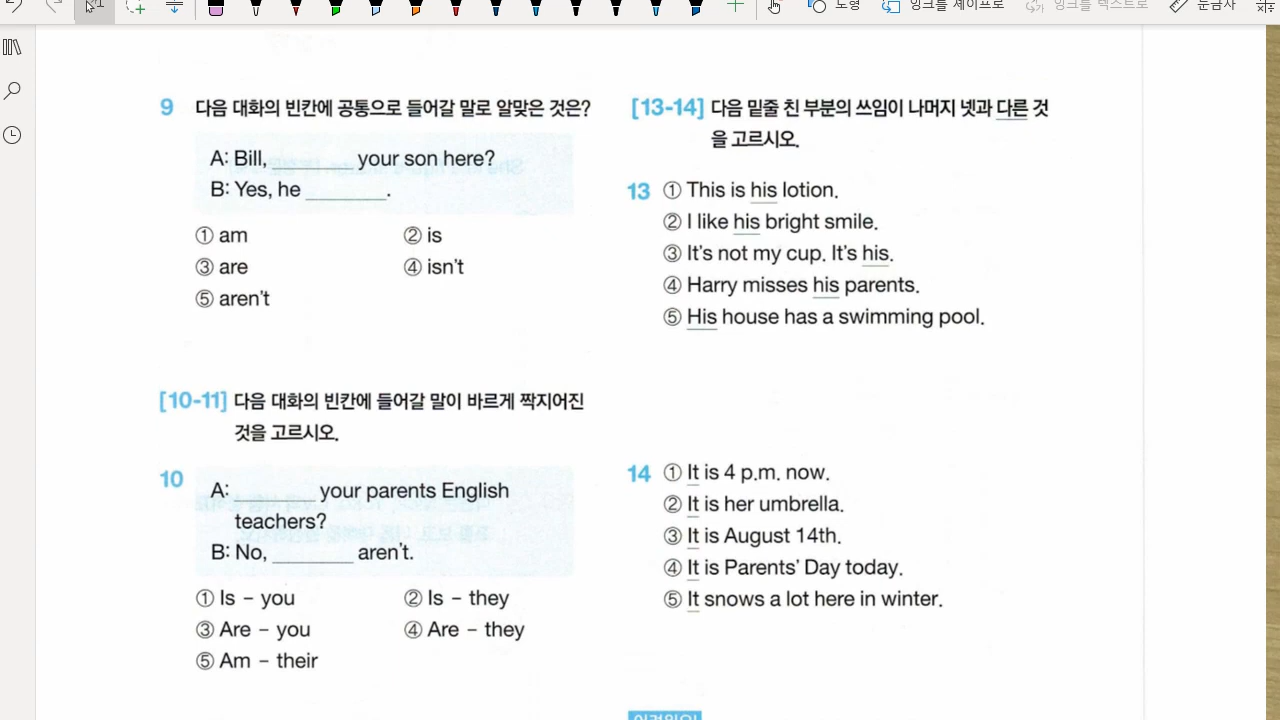 9 다음 대화의 빈칸에 공통으로 들어갈 말로 알맞은 것은?
A: Bill, ________ your son here?
B: Yes, he ________.
① am ② is
③ are ④ isn't
⑤ aren't
[10-11] 다음 대화의 빈칸에 들어갈 말이 바르게 짝지어진
것을 고르시오.
10 A: ________ your parents English
teachers?
B: No, ________ aren't.
① Is – you ② Is – they
③ Are – you ④ Are – they
⑤ Am – their
[13-14] 다음 밑줄 친 부분의 쓰임이 나머지 넷과 다른 것
을 고르시오.
13 ① This is his lotion.
② I like his bright smile.
③ It's not my cup. It's his.
④ Harry misses his parents.
⑤ His house has a swimming pool.
14 ① It is 4 p.m. now.
② It is her umbrella.
③ It is August 14th.
④ It is Parents' Day today.
⑤ It snows a lot here in winter.